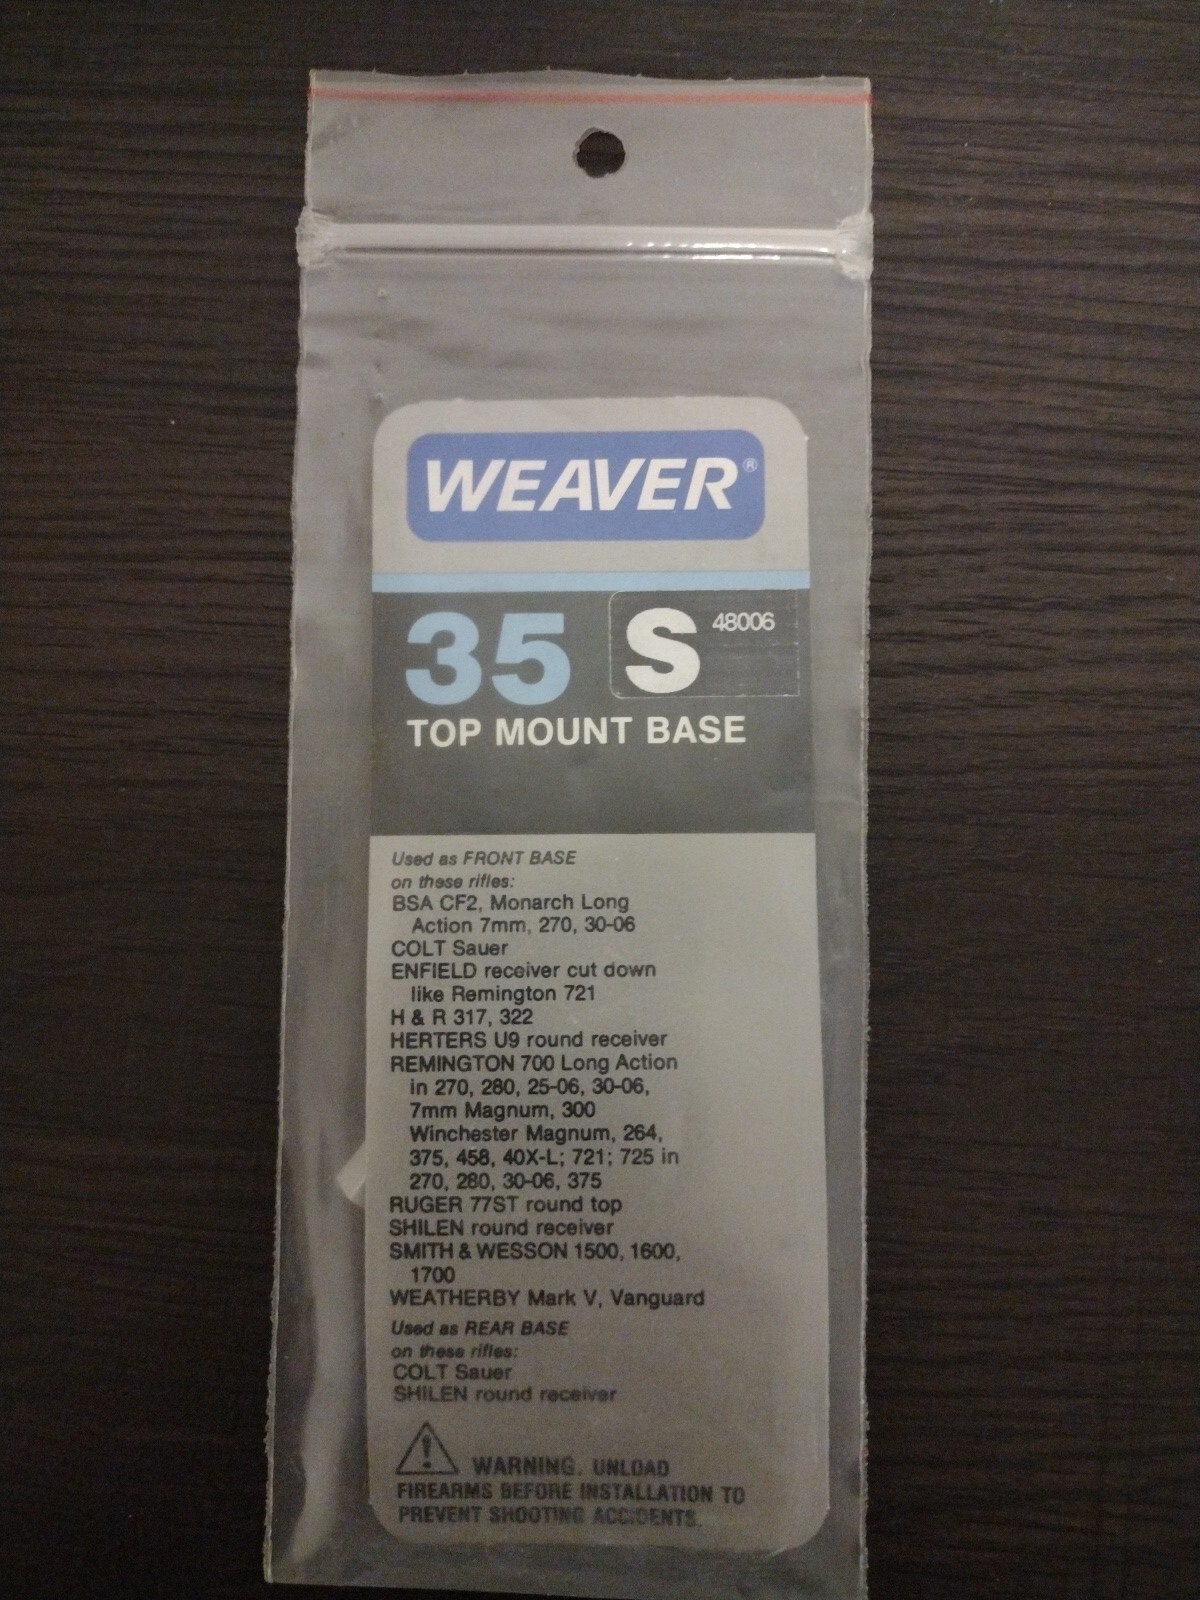 WEAVER®
35 S 48006
TOP MOUNT BASE
Used as FRONT BASE
on these rifles:
BSA CF2, Monarch Long
Action 7mm, 270, 30-06
COLT Sauer
ENFIELD receiver cut down
like Remington 721
H & R 317, 322
HERTERS U9 round receiver
REMINGTON 700 Long Action
in 270, 280, 25-06, 30-06,
7mm Magnum, 300
Winchester Magnum, 264,
375, 458, 40X-L; 721; 725 in
270, 280, 30-06, 375
RUGER 77ST round top
SHILEN round receiver
SMITH & WESSON 1500, 1600,
1700
WEATHERBY Mark V, Vanguard
Used as REAR BASE
on these rifles:
COLT Sauer
SHILEN round receiver
WARNING. UNLOAD
FIREARMS BEFORE INSTALLATION TO
PREVENT SHOOTING ACCIDENTS.